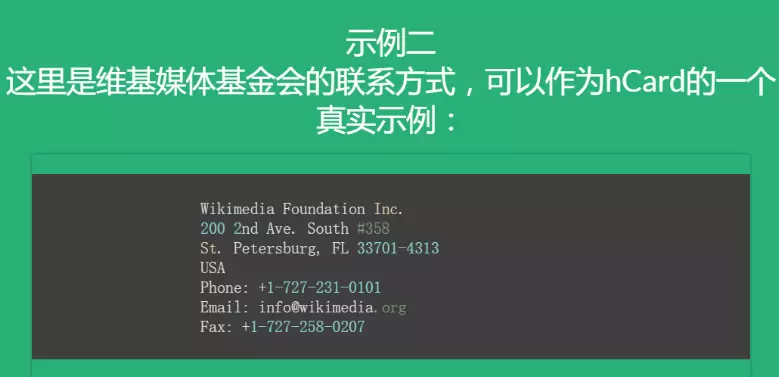 示例二
这里是维基媒体基金会的联系方式，可以作为hCard的一个
真实示例：
Wikimedia Foundation Inc.
200 2nd Ave. South #358
St. Petersburg, FL 33701-4313
USA
Phone: +1-727-231-0101
Email: info@wikimedia.org
Fax: +1-727-258-0207